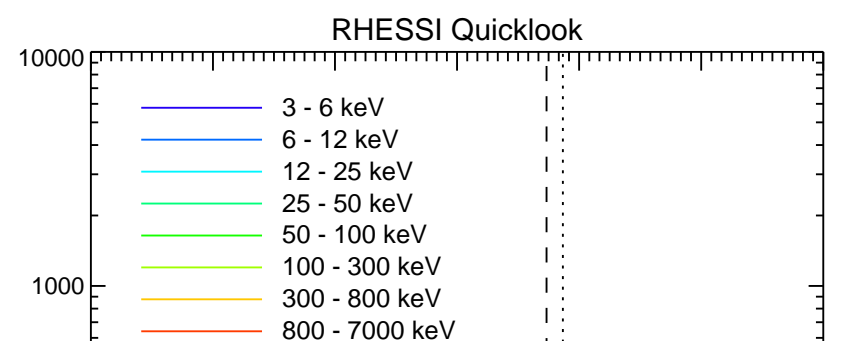 RHESSI Quicklook
10000
3 - 6 keV
6 - 12 keV
12 - 25 keV
25 - 50 keV
50 - 100 keV
100 - 300 keV
1000
300 - 800 keV
800 - 7000 keV